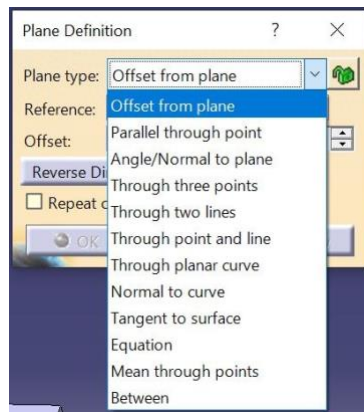 Plane Definition ? ×
Plane type: Offset from plane
Reference: Offset from plane
Offset: Parallel through point
Angle/Normal to plane
Reverse Di Through three points
Through two lines
Repeat Through point and line
OK Through planar curve
Normal to curve
Tangent to surface
Equation
Mean through points
Between